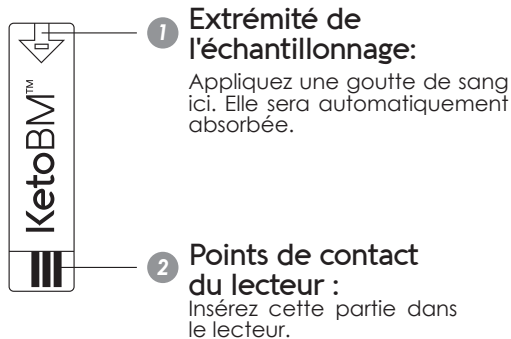 1
Extrémité de
l'échantillonnage:
Appliquez une goutte de sang
ici. Elle sera automatiquement
absorbée.
KetoBM™
2
Points de contact
du lecteur :
Insérez cette partie dans
le lecteur.